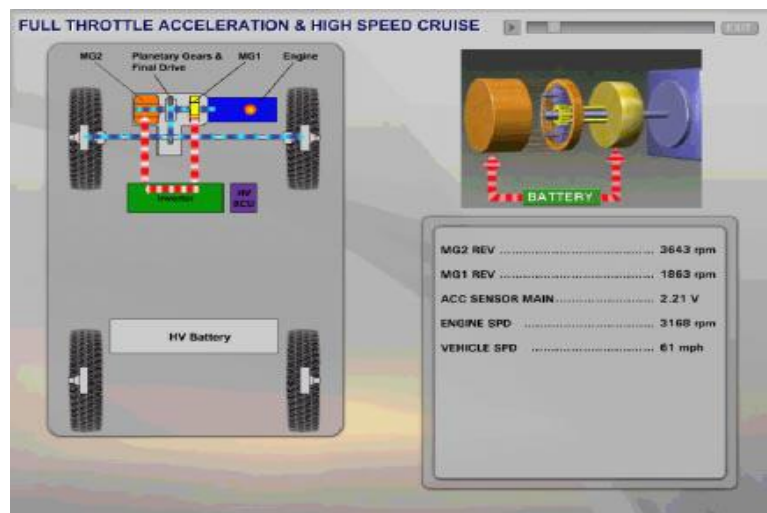 FULL THROTTLE ACCELERATION & HIGH SPEED CRUISE
EXIT
MG2
Planetary Gears &
Final Drive
MG1
Engine
Inverter
HV
ECU
HV Battery
BATTERY
MG2 REV ........................................ 3643 rpm
MG1 REV ........................................ 1863 rpm
ACC SENSOR MAIN......................... 2.21 V
ENGINE SPD ................................ 3168 rpm
VEHICLE SPD ............................... 61 mph